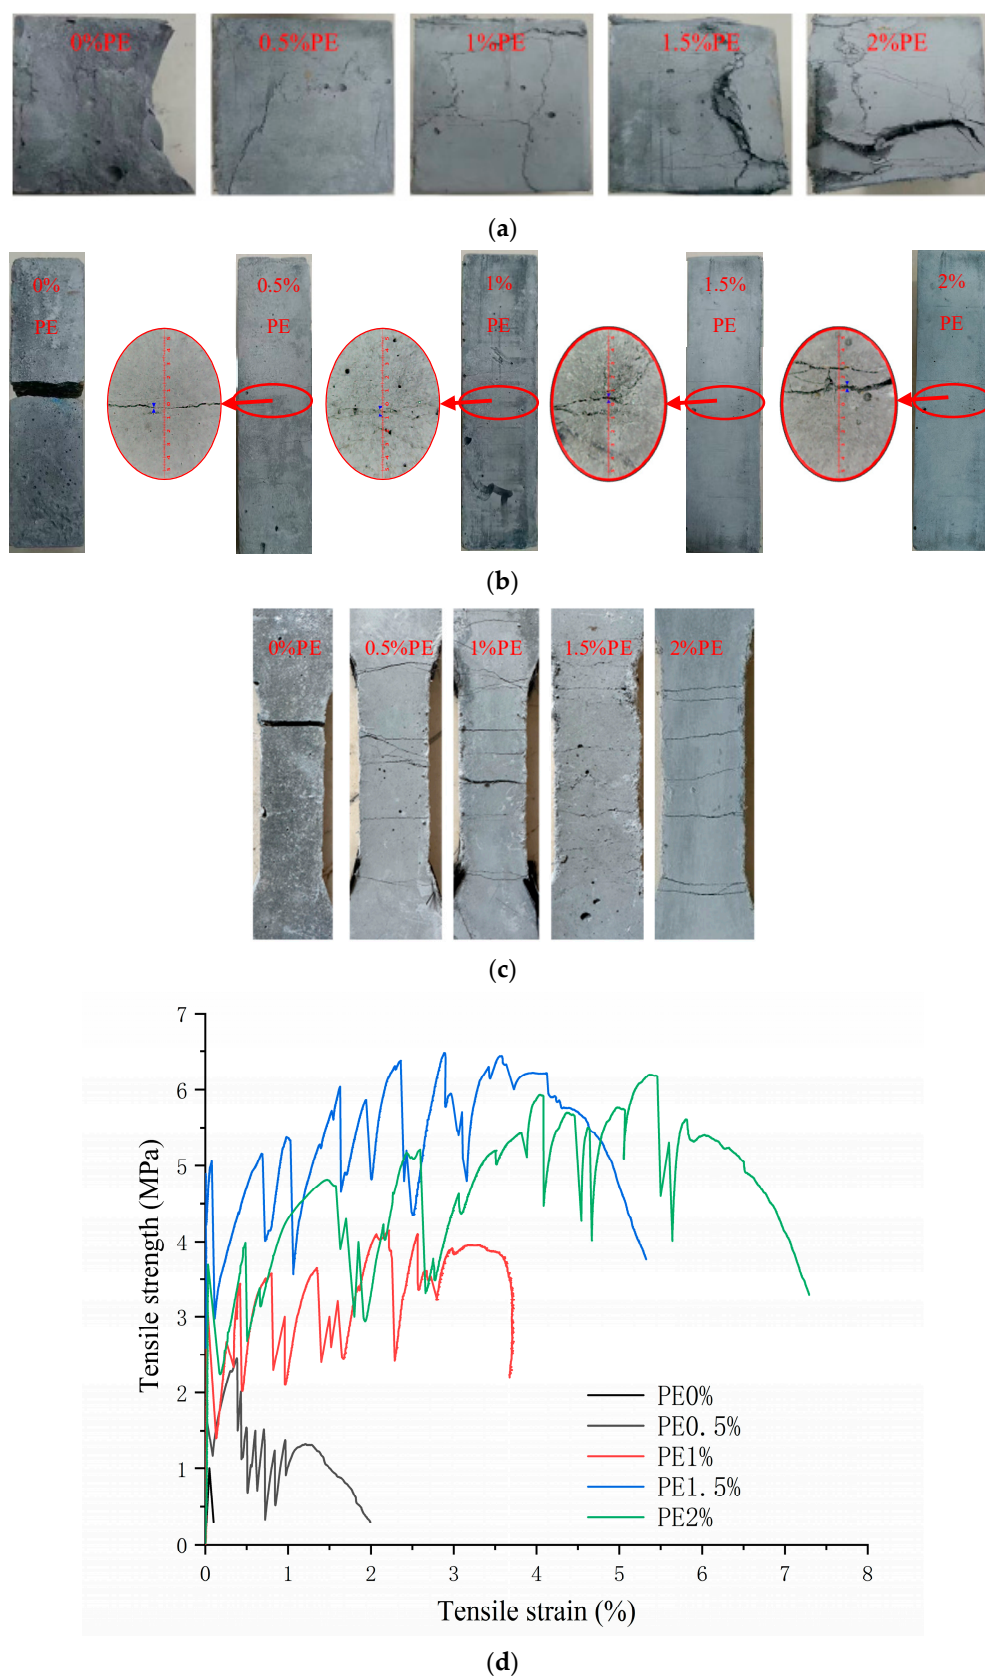 0%PE 0.5%PE 1%PE 1.5%PE 2%PE
(a)
0% PE
0.5%
1% PE
1.5% PE
2% PE
(b)
0%PE 0.5%PE 1%PE 1.5%PE 2%PE
(c)
Tensile strength (MPa)
7
6
5
4
3
2
1
0
PE0%
PE0.5%
PE1%
PE1.5%
PE2%
0 1 2 3 4 5 6 7 8
Tensile strain (%)
(d)